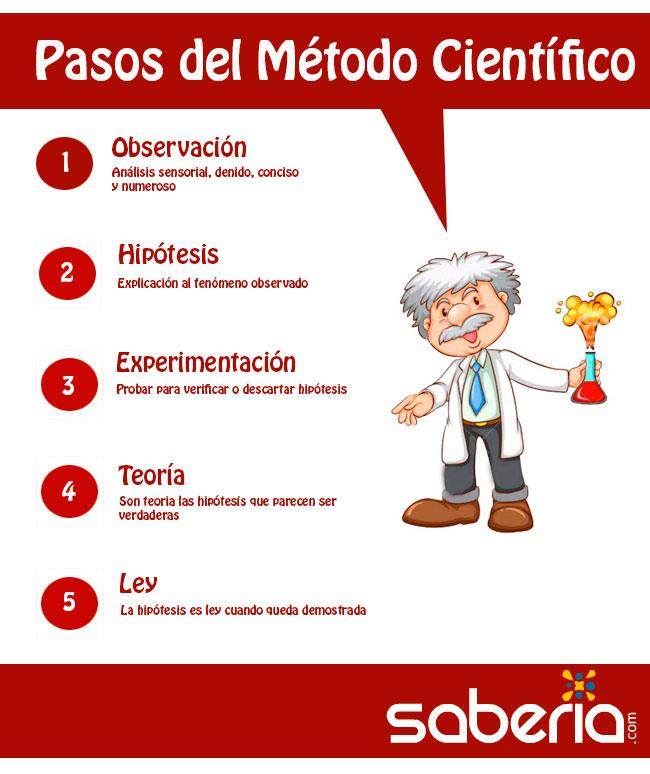 Pasos del Método Científico
1
Observación
Análisis sensorial, denido, conciso
y numeroso
2
Hipótesis
Explicación al fenómeno observado
3
Experimentación
Probar para verificar o descartar hipótesis
4
Teoría
Son teoria las hipótesis que parecen ser
verdaderas
5
Ley
La hipótesis es ley cuando queda demostrada
saberia.com